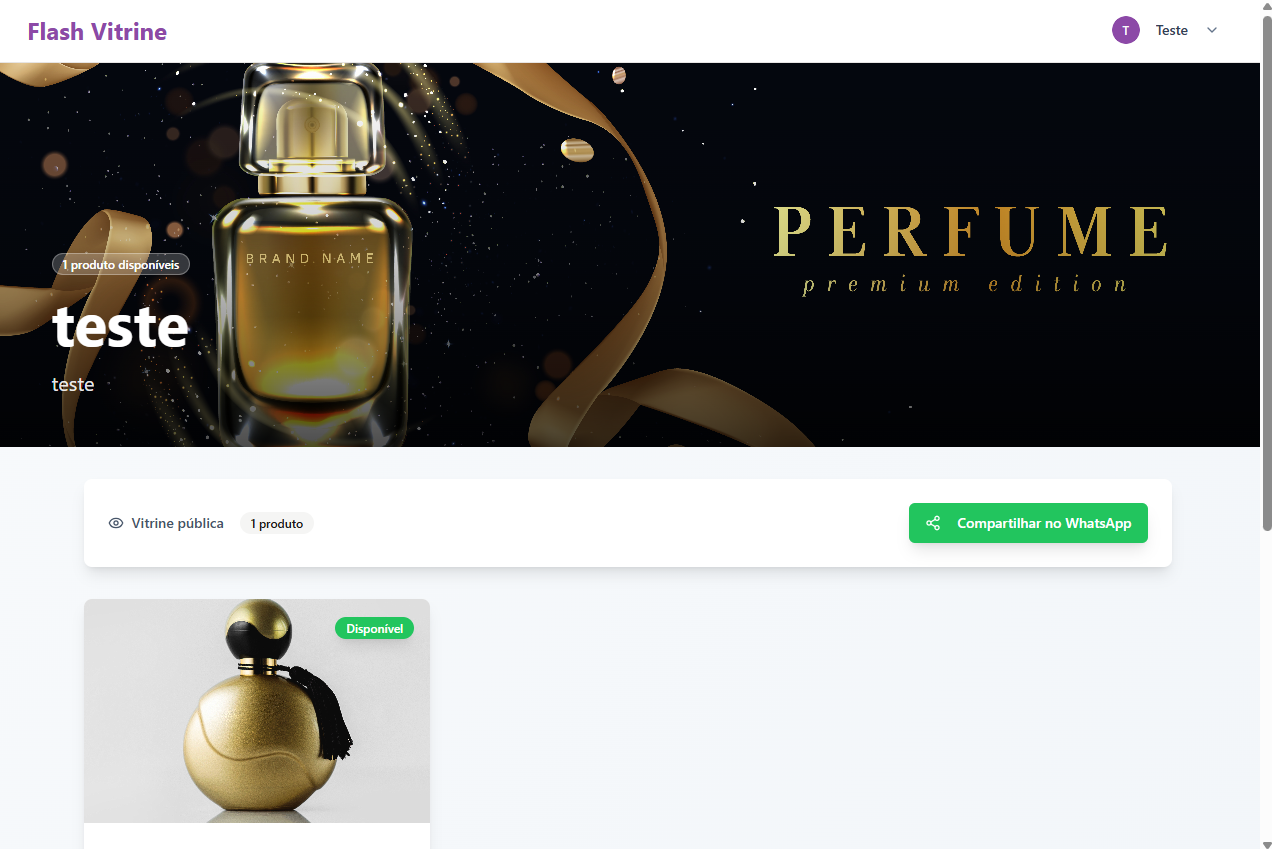 Flash Vitrine
T
Teste
BRAND NAME
PERFUME
premium edition
1 produto disponíveis
teste
teste
Vitrine pública
1 produto
Compartilhar no WhatsApp
Disponível